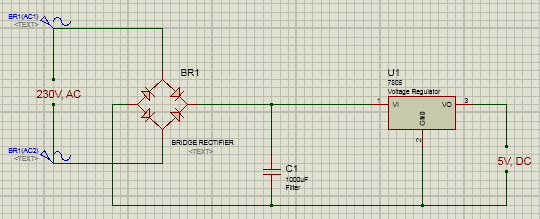 BR1(AC1)
<TEXT>
230V, AC
BR1(AC2)
<TEXT>
BR1
BRIDGE RECTIFIER
<TEXT>
C1
1000uF
Filter
U1
7805
Voltage Regulator
1
VI
VO
3
GND
2
5V, DC